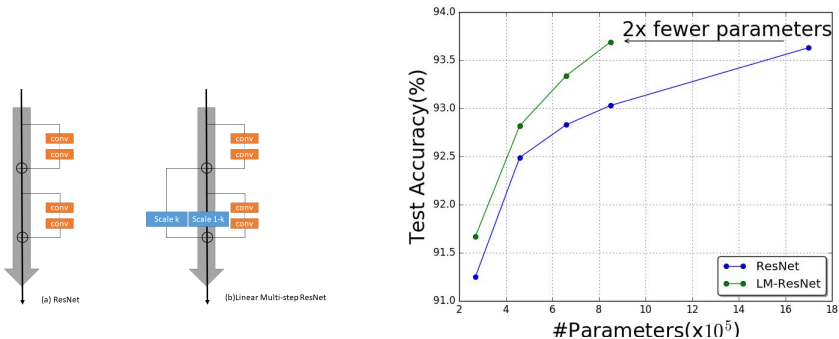 conv
conv
conv
conv
(a) ResNet
conv
conv
Scale k
Scale 1-k
conv
conv
(b)Linear Multi-step ResNet
94.0
93.5
93.0
92.5
92.0
91.5
91.0
Test Accuracy(%)
2x fewer parameters
ResNet
LM-ResNet
2 4 6 8 10 12 14 16 18
#Parameters(x10⁵)